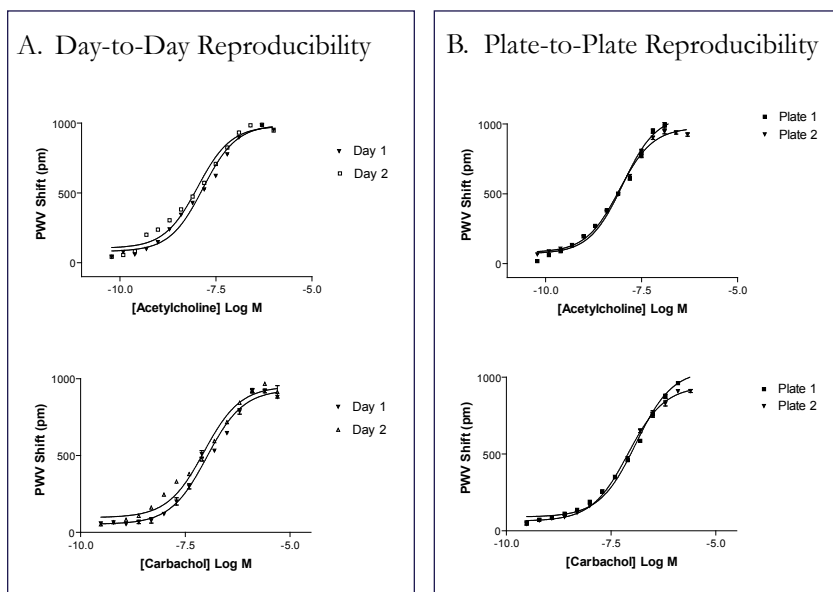 A. Day-to-Day Reproducibility
1000
500
0
PWV Shift (pm)
-10.0 -7.5 -5.0
[Acetylcholine] Log M
Day 1
Day 2
1000
500
0
PWV Shift (pm)
-10.0 -7.5 -5.0
[Carbachol] Log M
Day 1
Day 2
B. Plate-to-Plate Reproducibility
1000
500
0
PWV Shift (pm)
-10.0 -7.5 -5.0
[Acetylcholine] Log M
Plate 1
Plate 2
1000
500
0
PWV Shift (pm)
-10.0 -7.5 -5.0
[Carbachol] Log M
Plate 1
Plate 2